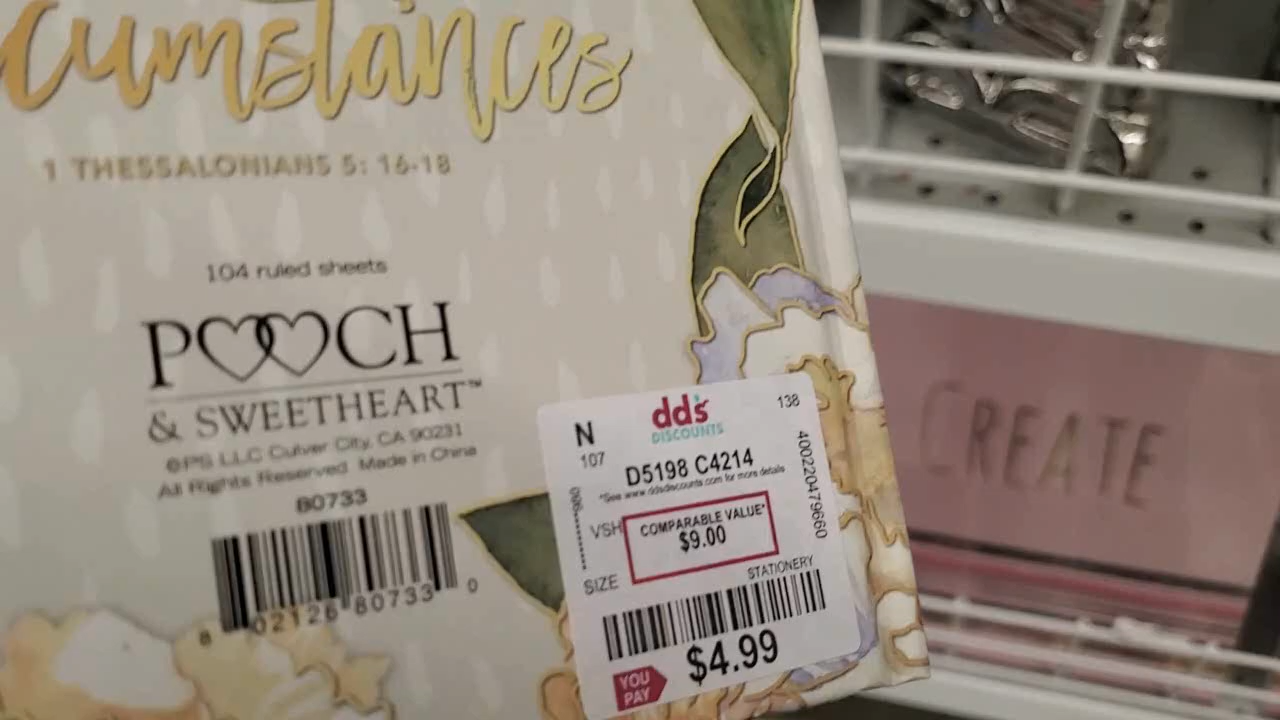 cumstances
1 THESSALONIANS 5: 16-18
104 ruled sheets
POOCH
& SWEETHEART™
©PS LLC Culver City, CA 90231
All Rights Reserved Made in China
80733
8 02126 80733 0
N
107
dd's
DISCOUNTS
138
D5198 C4214
*See www.ddsdiscounts.com for more details
400220479660
VSH
COMPARABLE VALUE*
$9.00
SIZE
STATIONERY
YOU
PAY
$4.99
CREATE